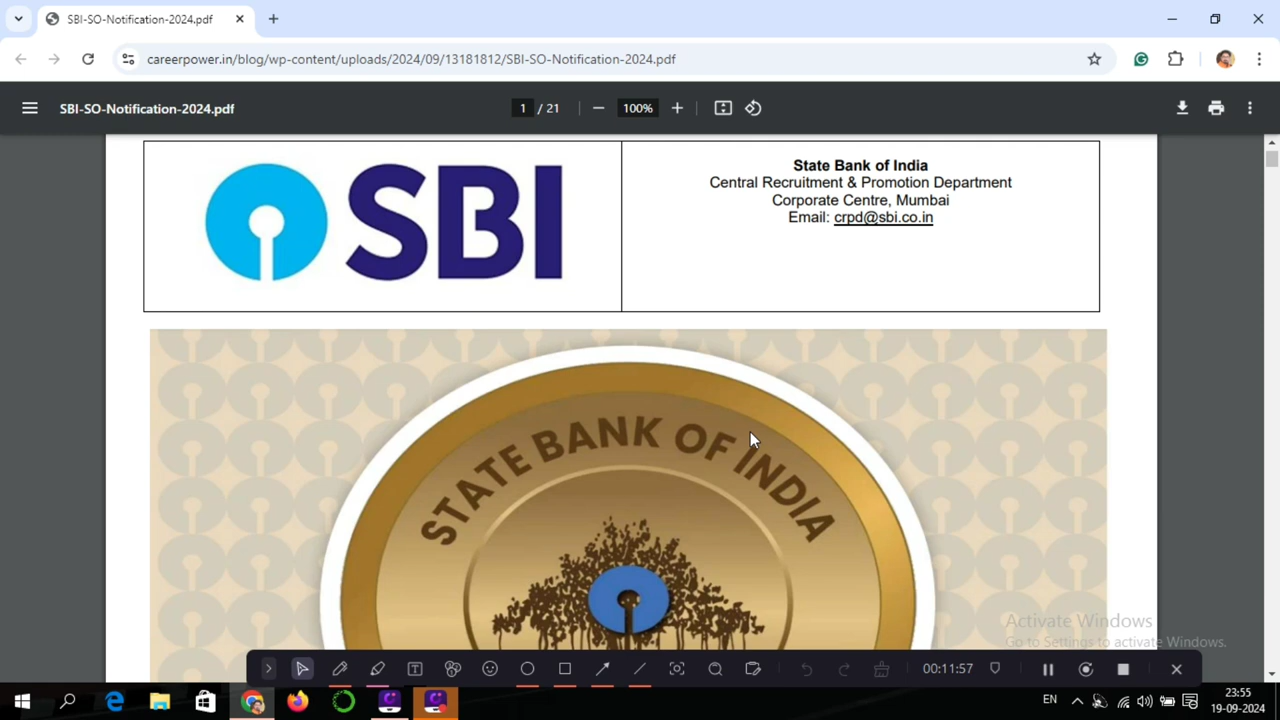 SBI-SO-Notification-2024.pdf
careerpower.in/blog/wp-content/uploads/2024/09/13181812/SBI-SO-Notification-2024.pdf
SBI-SO-Notification-2024.pdf
1 / 21
100%
SBI
State Bank of India
Central Recruitment & Promotion Department
Corporate Centre, Mumbai
Email: crpd@sbi.co.in
STATE BANK OF INDIA
Activate Windows
Go to Settings to activate Windows.
00:11:57
EN
23:55
19-09-2024